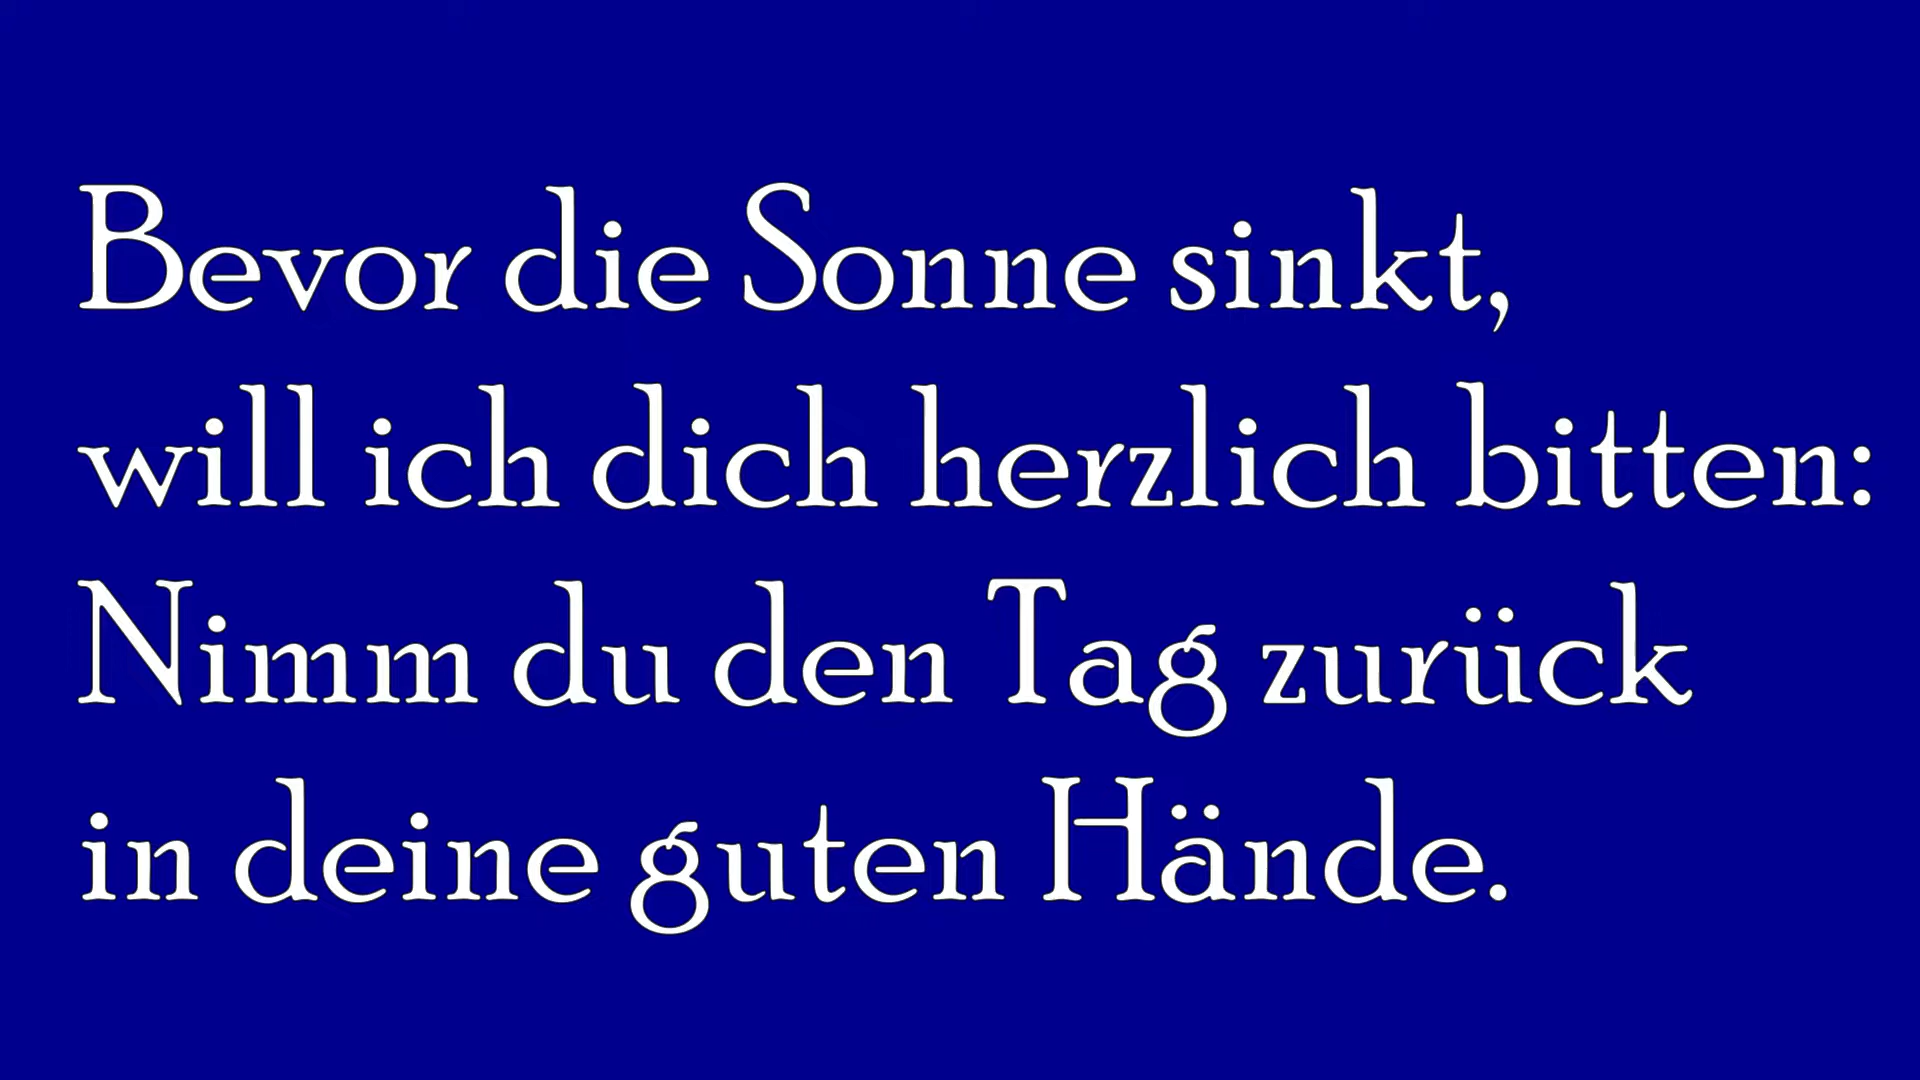 Bevor die Sonne sinkt,
will ich dich herzlich bitten:
Nimm du den Tag zurück
in deine guten Hände.